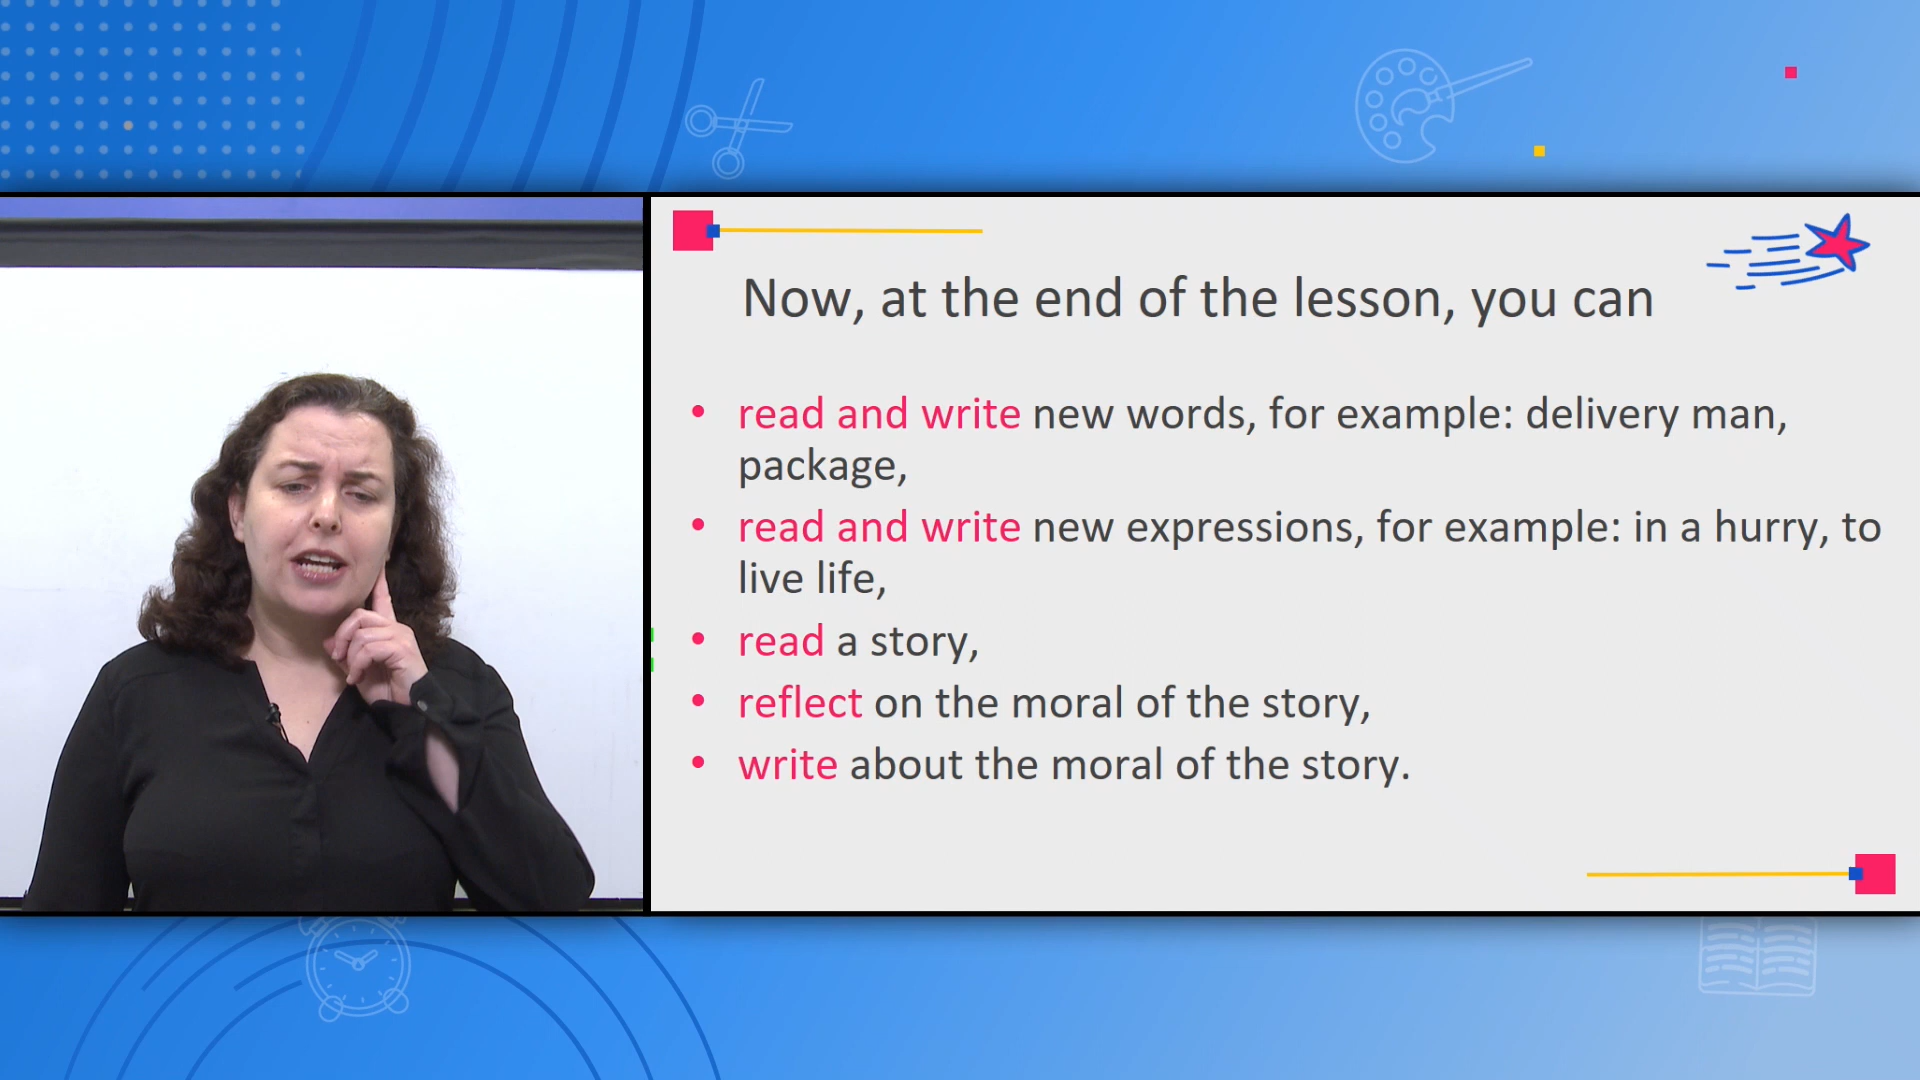 Now, at the end of the lesson, you can
• read and write new words, for example: delivery man,
package,
• read and write new expressions, for example: in a hurry, to
live life,
• read a story,
• reflect on the moral of the story,
• write about the moral of the story.